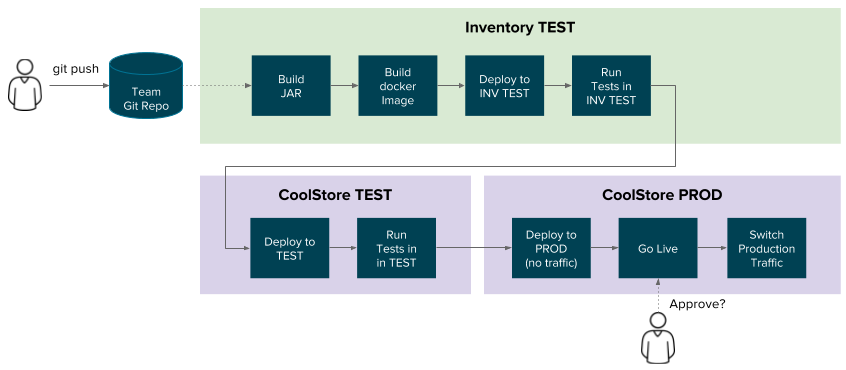 Inventory TEST
git push
Team
Git Repo
Build
JAR
Build
docker
Image
Deploy to
INV TEST
Run
Tests in
INV TEST
CoolStore TEST
Deploy to
TEST
Run
Tests in
in TEST
CoolStore PROD
Deploy to
PROD
(no traffic)
Go Live
Switch
Production
Traffic
Approve?